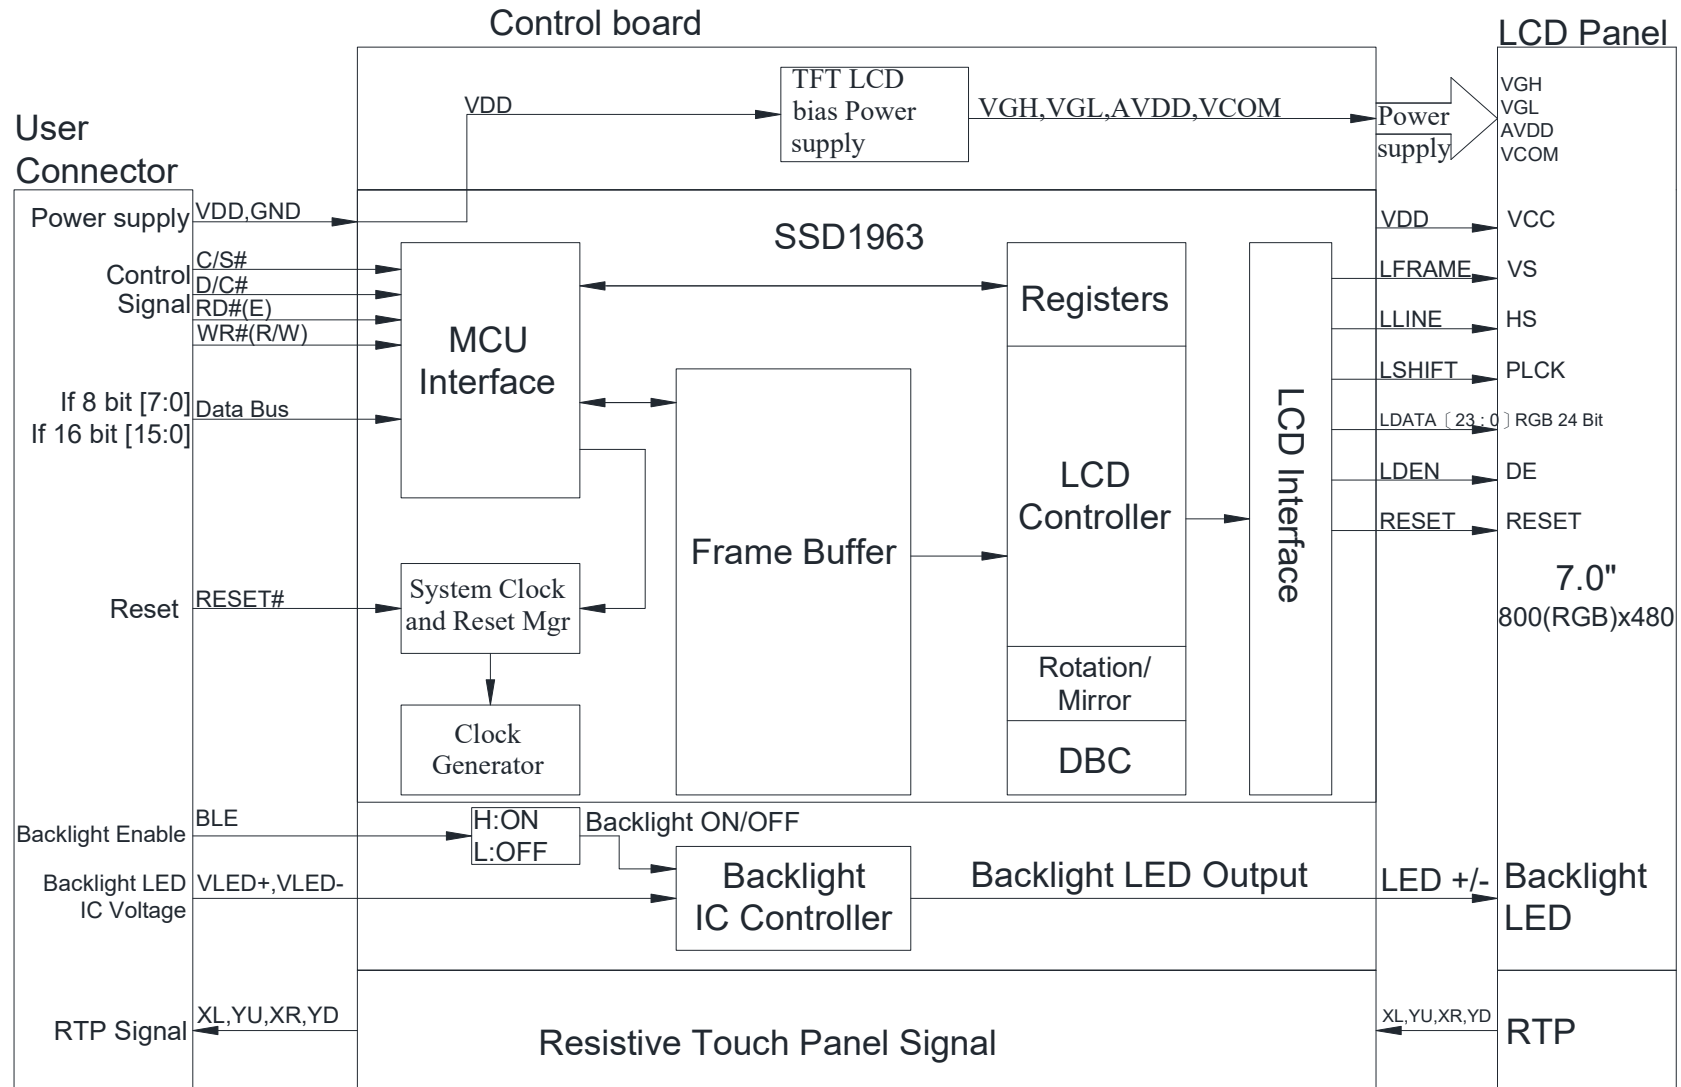 Control board
LCD Panel
User
Connector
VDD
TFT LCD
bias Power
supply
VGH,VGL,AVDD,VCOM
Power
supply
VGH
VGL
AVDD
VCOM
Power supply
VDD,GND
SSD1963
VDD
VCC
Control
Signal
C/S#
D/C#
RD#(E)
WR#(R/W)
MCU
Interface
Registers
LCD Interface
LFRAME
VS
LLINE
HS
LSHIFT
PLCK
If 8 bit [7:0]
If 16 bit [15:0]
Data Bus
LDATA〔23 : 0〕RGB 24 Bit
LCD
Controller
LDEN
DE
RESET
RESET
Frame Buffer
7.0"
800(RGB)x480
Reset
RESET#
System Clock
and Reset Mgr
Rotation/
Mirror
Clock
Generator
DBC
Backlight Enable
BLE
H:ON
L:OFF
Backlight ON/OFF
Backlight LED
IC Voltage
VLED+,VLED-
Backlight
IC Controller
Backlight LED Output
LED +/-
Backlight
LED
RTP Signal
XL,YU,XR,YD
Resistive Touch Panel Signal
XL,YU,XR,YD
RTP